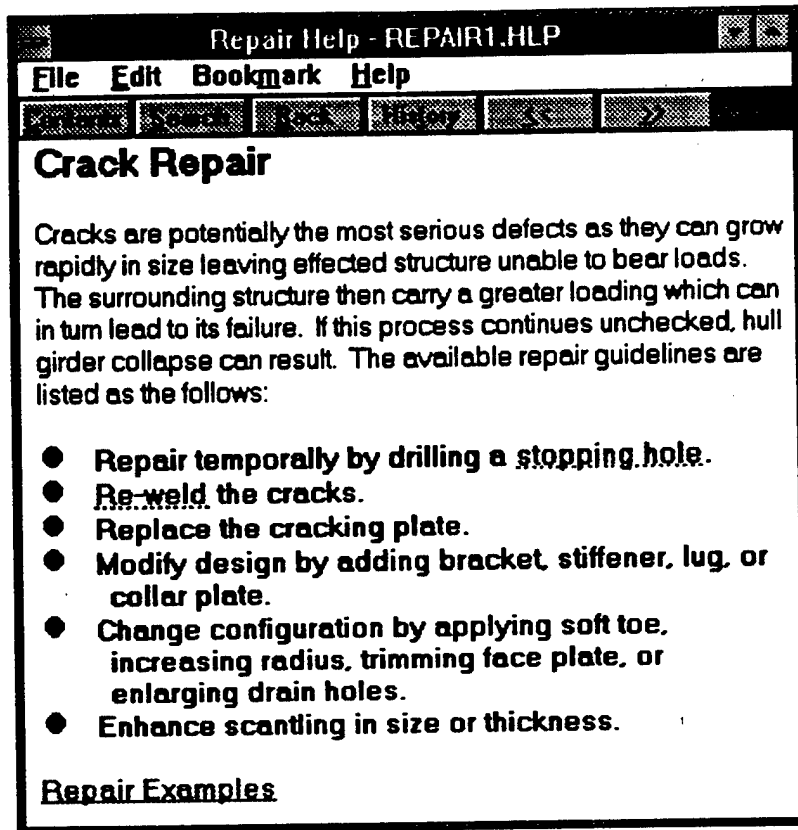 Repair Help - REPAIR1.HLP
File Edit Bookmark Help
Contents Search Back History << >>
Crack Repair
Cracks are potentially the most serious defects as they can grow
rapidly in size leaving effected structure unable to bear loads.
The surrounding structure then carry a greater loading which can
in turn lead to its failure. If this process continues unchecked, hull
girder collapse can result. The available repair guidelines are
listed as the follows:
● Repair temporally by drilling a stopping hole.
● Re-weld the cracks.
● Replace the cracking plate.
● Modify design by adding bracket, stiffener, lug, or
collar plate.
● Change configuration by applying soft toe,
increasing radius, trimming face plate, or
enlarging drain holes.
● Enhance scantling in size or thickness.
Repair Examples